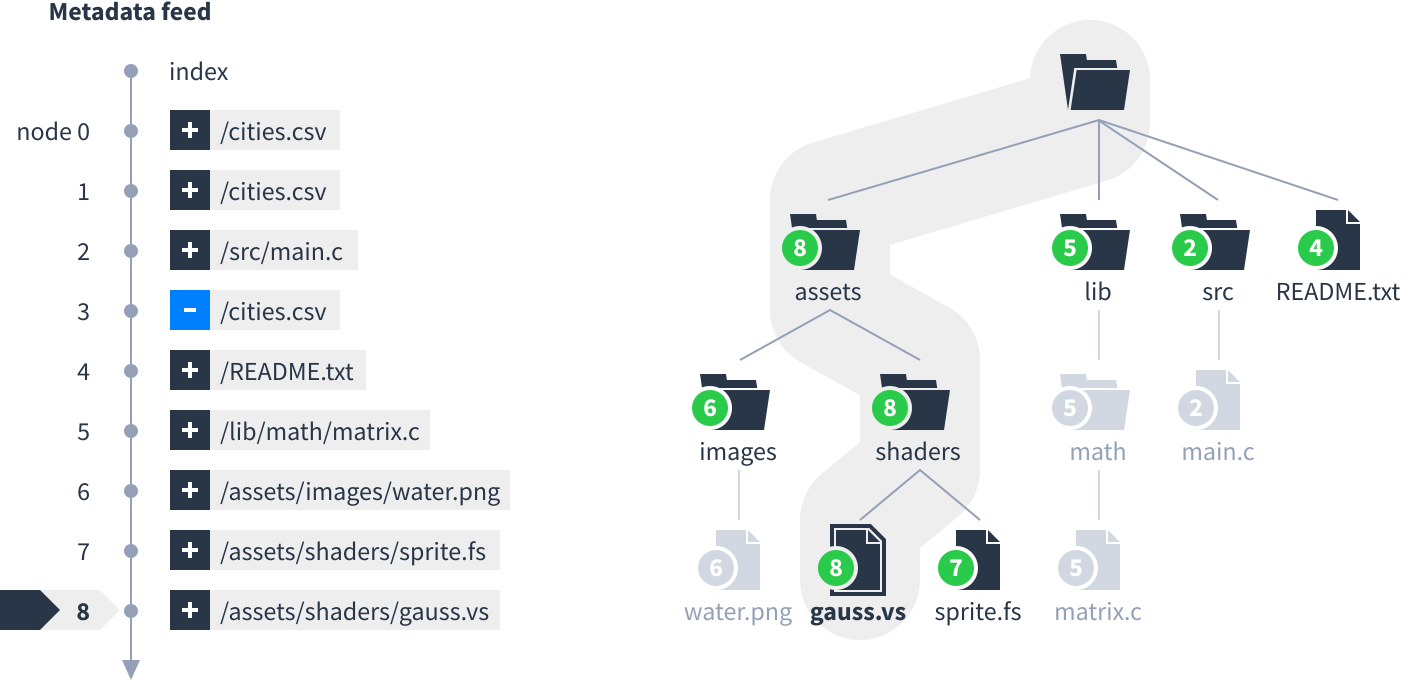 Metadata feed
index
node 0 + /cities.csv
1 + /cities.csv
2 + /src/main.c
3 - /cities.csv
4 + /README.txt
5 + /lib/math/matrix.c
6 + /assets/images/water.png
7 + /assets/shaders/sprite.fs
8 + /assets/shaders/gauss.vs
8 5 2 4
assets lib src README.txt
6 8 5 2
images shaders math main.c
6 8 7 5
water.png gauss.vs sprite.fs matrix.c